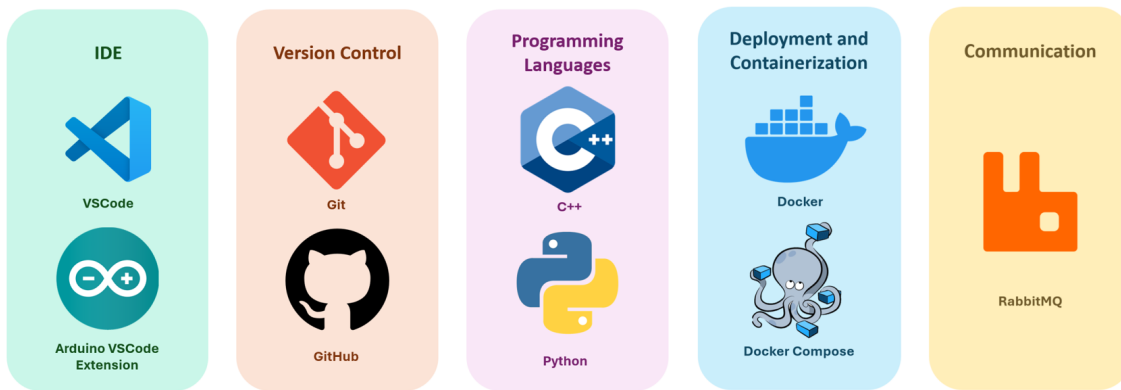 IDE
VSCode
Arduino VSCode
Extension
Version Control
Git
GitHub
Programming
Languages
C++
C++
Python
Deployment and
Containerization
Docker
Docker Compose
Communication
RabbitMQ